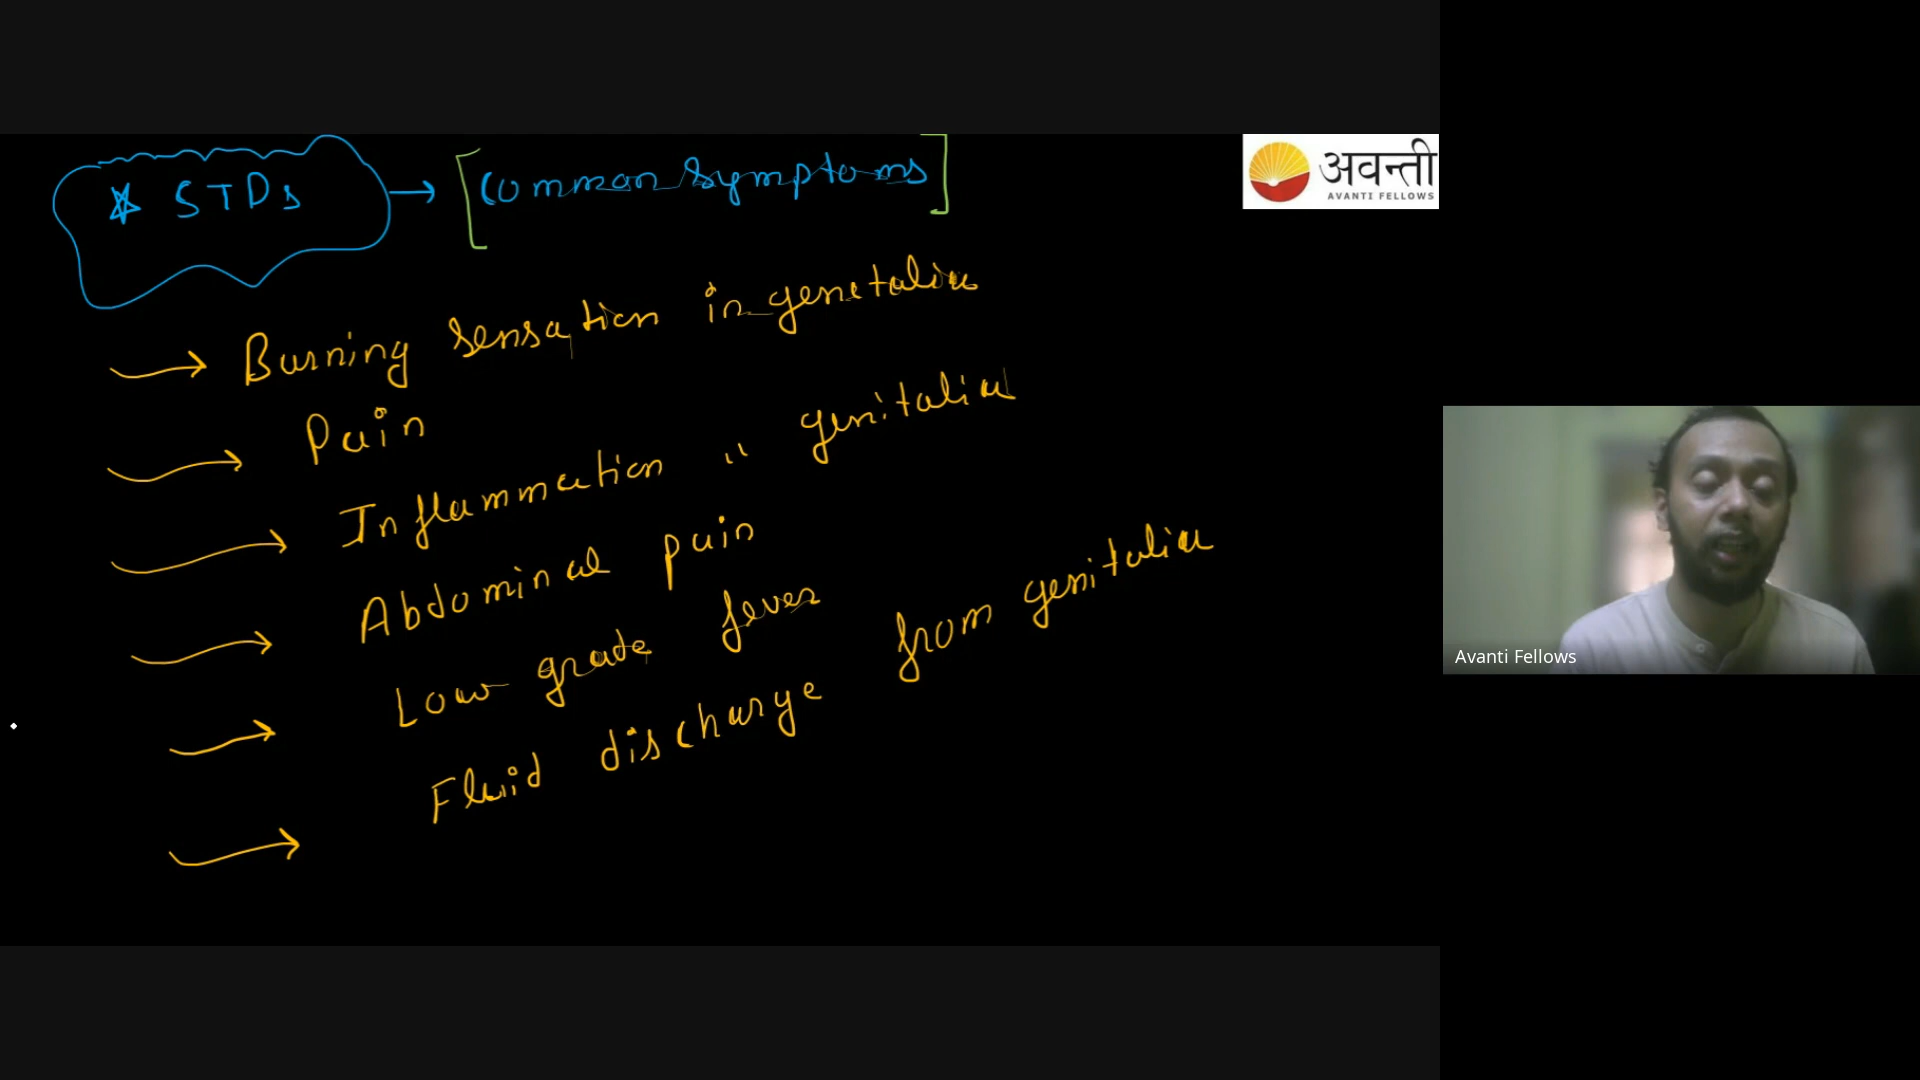 * STDs → [Common Symptoms]
अवन्ती
AVANTI FELLOWS
→ Burning sensation in genetalia
→ Pain
→ Inflammation " genitalia
→ Abdominal pain
→ Low grade fever
→ Fluid discharge from genitalia
Avanti Fellows